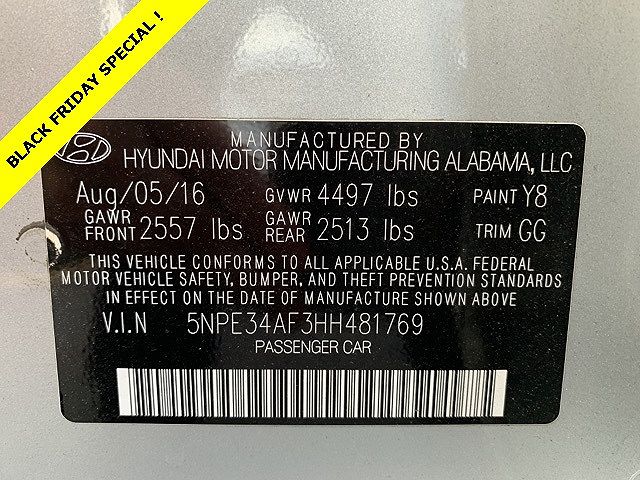 BLACK FRIDAY SPECIAL !
MANUFACTURED BY
HYUNDAI MOTOR MANUFACTURING ALABAMA, LLC
Aug/05/16 GVWR 4497 lbs PAINT Y8
GAWR FRONT 2557 lbs GAWR REAR 2513 lbs TRIM GG
THIS VEHICLE CONFORMS TO ALL APPLICABLE U.S.A. FEDERAL
MOTOR VEHICLE SAFETY, BUMPER, AND THEFT PREVENTION STANDARDS
IN EFFECT ON THE DATE OF MANUFACTURE SHOWN ABOVE
V.I.N 5NPE34AF3HH481769
PASSENGER CAR